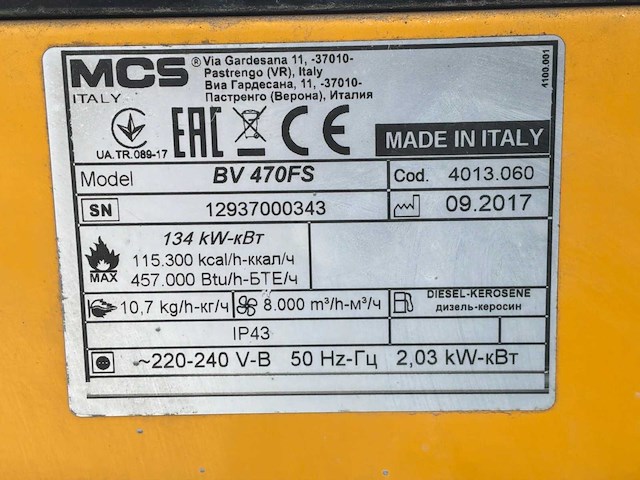 MCS ® Via Gardesana 11, -37010-
Pastrengo (VR), Italy
ITALY Виа Гардесана, 11, -37010-
Пастренго (Верона), Италия
4100.001
UA.TR.089-17 EAC CE MADE IN ITALY
Model BV 470FS Cod. 4013.060
SN 12937000343 09.2017
134 kW-кВт
115.300 kcal/h-ккал/ч
MAX 457.000 Btu/h-БТЕ/ч
10,7 kg/h-кг/ч 8.000 m³/h-м³/ч DIESEL-KEROSENE
дизель-керосин
IP43
~220-240 V-В 50 Hz-Гц 2,03 kW-кВт